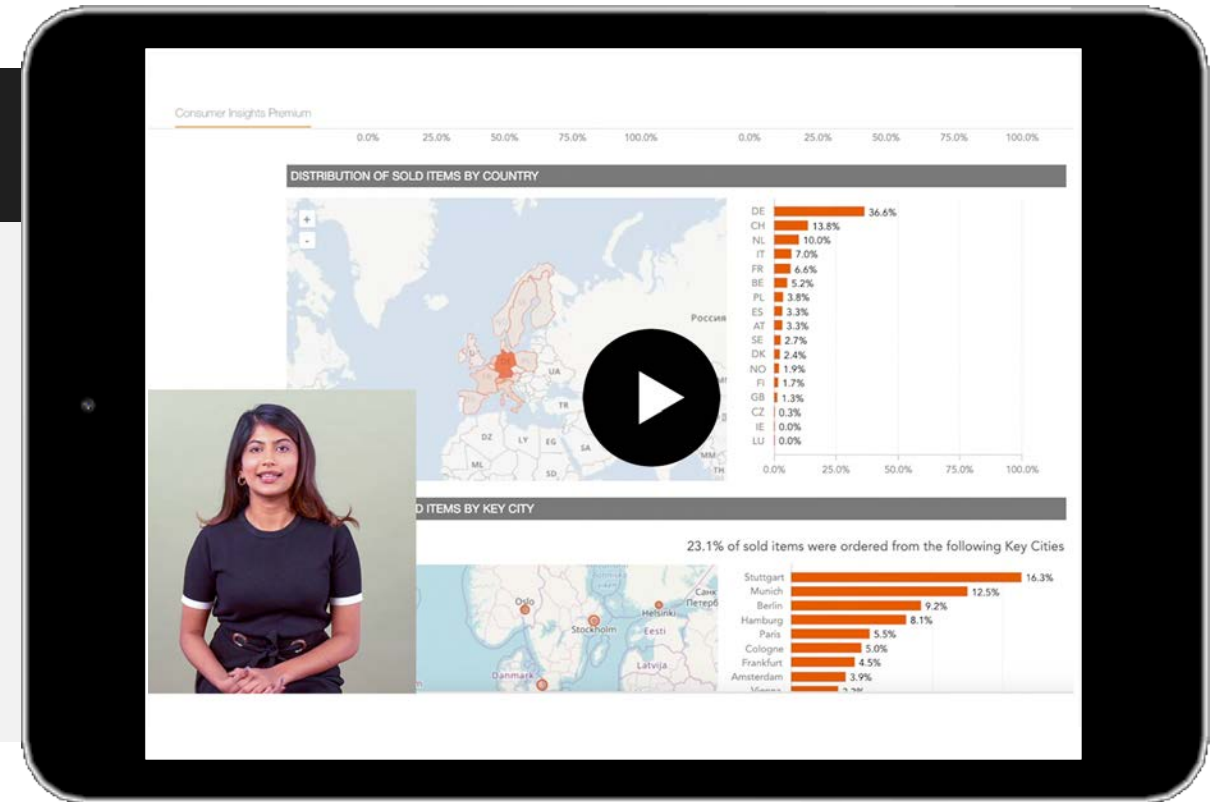 Consumer Insights Premium
0.0% 25.0% 50.0% 75.0% 100.0% 0.0% 25.0% 50.0% 75.0% 100.0%
DISTRIBUTION OF SOLD ITEMS BY COUNTRY
+
-
Россия
UA
TR
DZ
LY
EG
SA
ML
SD
MM
TH
DE 36.6%
CH 13.8%
NL 10.0%
IT 7.0%
FR 6.6%
BE 5.2%
PL 3.8%
ES 3.3%
AT 3.3%
SE 2.7%
DK 2.4%
NO 1.9%
FI 1.7%
GB 1.3%
CZ 0.3%
IE 0.0%
LU 0.0%
0.0% 25.0% 50.0% 75.0% 100.0%
D ITEMS BY KEY CITY
23.1% of sold items were ordered from the following Key Cities
Oslo
Stockholm
Helsinki
Санк
Петерб
Eesti
Latvija
Danmark
Stuttgart 16.3%
Munich 12.5%
Berlin 9.2%
Hamburg 8.1%
Paris 5.5%
Cologne 5.0%
Frankfurt 4.5%
Amsterdam 3.9%